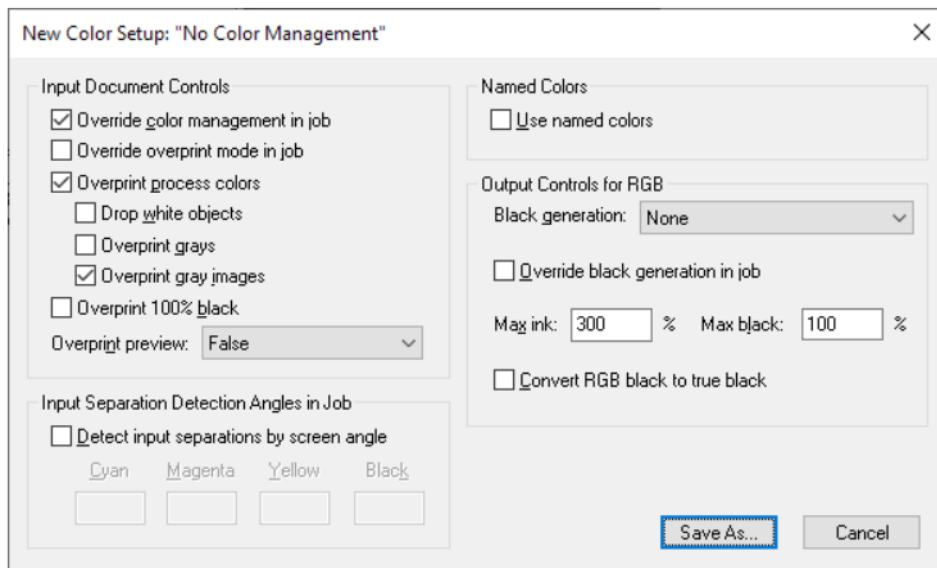 New Color Setup: "No Color Management"
Input Document Controls
Override color management in job
Override overprint mode in job
Overprint process colors
Drop white objects
Overprint grays
Overprint gray images
Overprint 100% black
Overprint preview: False
Input Separation Detection Angles in Job
Detect input separations by screen angle
Cyan Magenta Yellow Black
Named Colors
Use named colors
Output Controls for RGB
Black generation: None
Override black generation in job
Max ink: 300 % Max black: 100 %
Convert RGB black to true black
Save As... Cancel